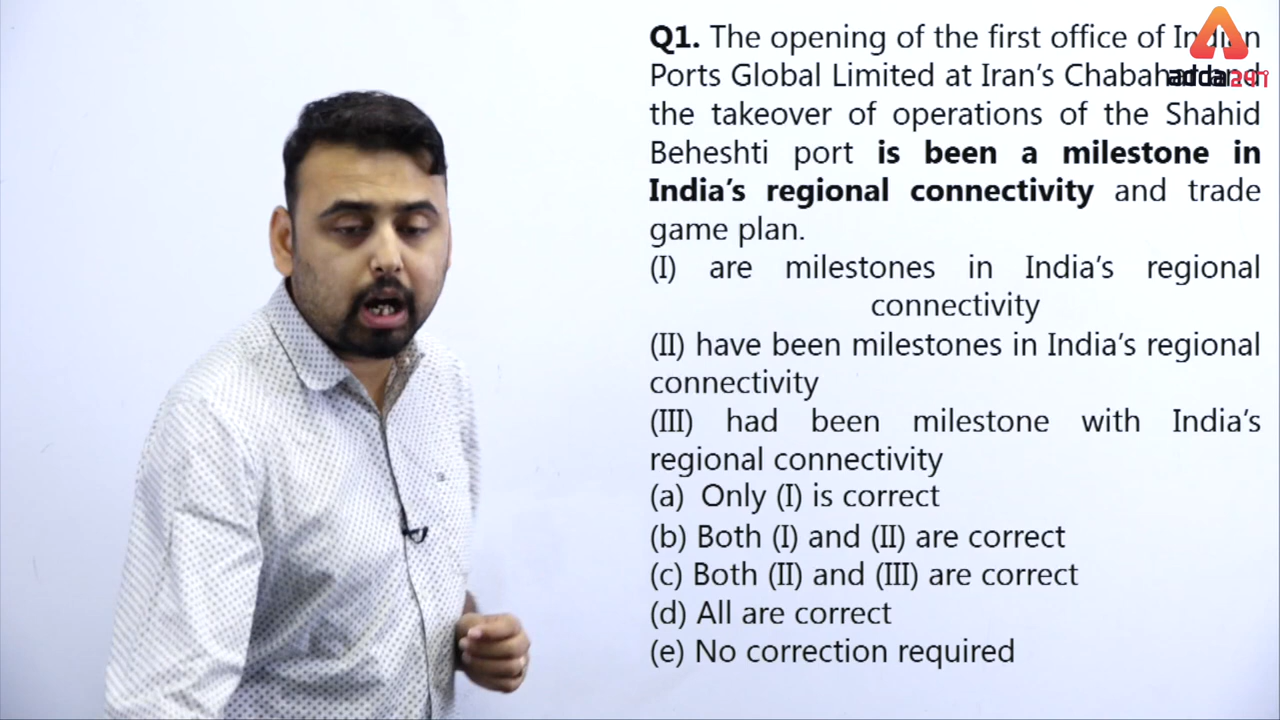 Q1. The opening of the first office of Indian
Ports Global Limited at Iran's Chabahar and
adda247
the takeover of operations of the Shahid
Beheshti port is been a milestone in
India's regional connectivity and trade
game plan.
(I) are milestones in India's regional
connectivity
(II) have been milestones in India's regional
connectivity
(III) had been milestone with India's
regional connectivity
(a) Only (I) is correct
(b) Both (I) and (II) are correct
(c) Both (II) and (III) are correct
(d) All are correct
(e) No correction required